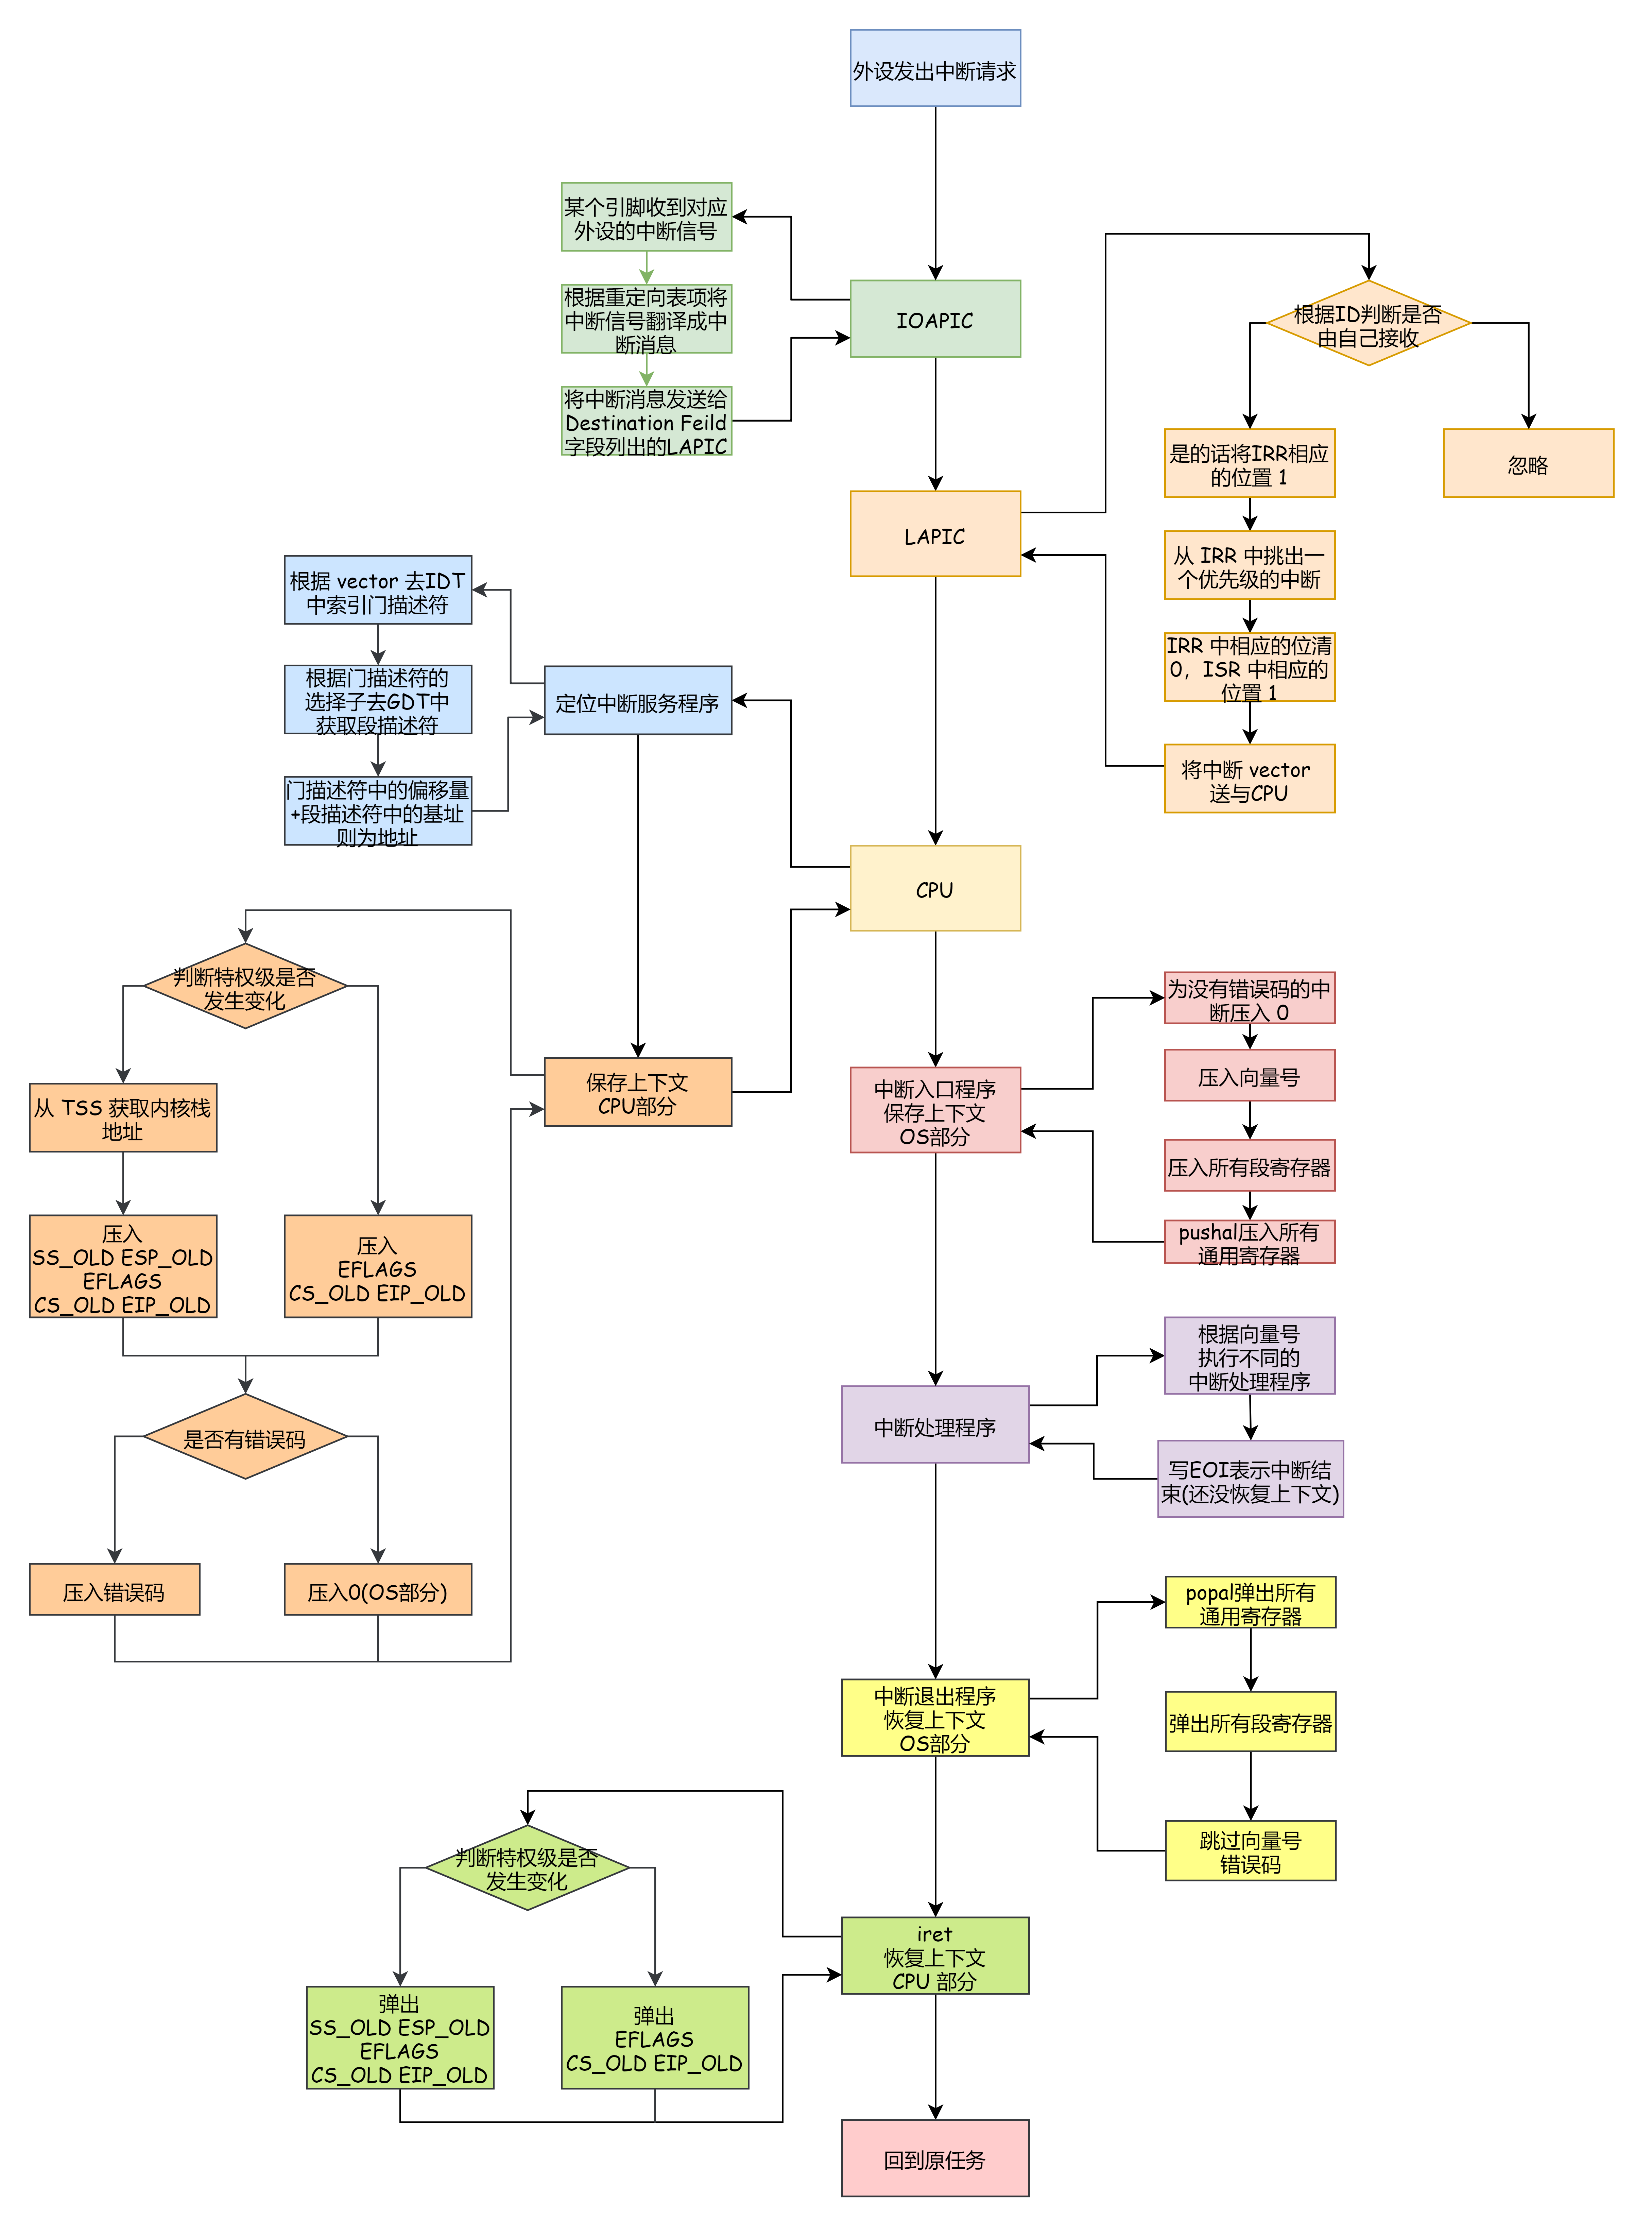 外设发出中断请求
某个引脚收到对应
外设的中断信号
根据重定向表项将
中断信号翻译成中
断消息
将中断消息发送给
Destination Feild
字段列出的LAPIC
IOAPIC
根据ID判断是否
由自己接收
是的话将IRR相应
的位置 1
忽略
从 IRR 中挑出一
个优先级的中断
IRR 中相应的位清
0，ISR 中相应的
位置 1
将中断 vector
送与CPU
LAPIC
根据 vector 去IDT
中索引门描述符
根据门描述符的
选择子去GDT中
获取段描述符
门描述符中的偏移量
+段描述符中的基址
则为地址
定位中断服务程序
CPU
判断特权级是否
发生变化
从 TSS 获取内核栈
地址
压入
SS_OLD ESP_OLD
EFLAGS
CS_OLD EIP_OLD
压入
EFLAGS
CS_OLD EIP_OLD
是否有错误码
压入错误码
压入0(OS部分)
保存上下文
CPU部分
中断入口程序
保存上下文
OS部分
为没有错误码的中
断压入 0
压入向量号
压入所有段寄存器
pushal压入所有
通用寄存器
中断处理程序
根据向量号
执行不同的
中断处理程序
写EOI表示中断结
束(还没恢复上下文)
中断退出程序
恢复上下文
OS部分
popal弹出所有
通用寄存器
弹出所有段寄存器
跳过向量号
错误码
判断特权级是否
发生变化
弹出
SS_OLD ESP_OLD
EFLAGS
CS_OLD EIP_OLD
弹出
EFLAGS
CS_OLD EIP_OLD
iret
恢复上下文
CPU 部分
回到原任务